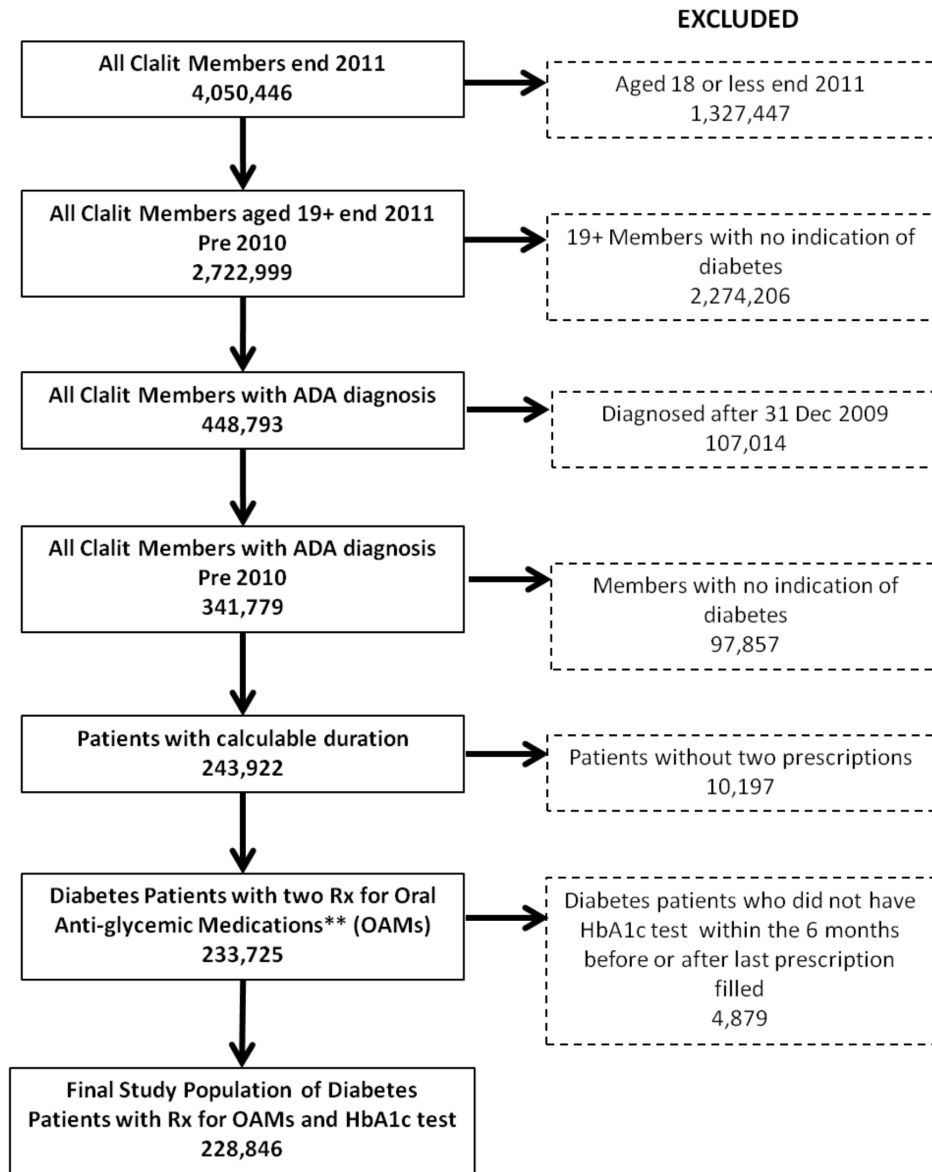 EXCLUDED
All Clalit Members end 2011
4,050,446
Aged 18 or less end 2011
1,327,447
All Clalit Members aged 19+ end 2011
Pre 2010
2,722,999
19+ Members with no indication of
diabetes
2,274,206
All Clalit Members with ADA diagnosis
448,793
Diagnosed after 31 Dec 2009
107,014
All Clalit Members with ADA diagnosis
Pre 2010
341,779
Members with no indication of
diabetes
97,857
Patients with calculable duration
243,922
Patients without two prescriptions
10,197
Diabetes Patients with two Rx for Oral
Anti-glycemic Medications** (OAMs)
233,725
Diabetes patients who did not have
HbA1c test within the 6 months
before or after last prescription
filled
4,879
Final Study Population of Diabetes
Patients with Rx for OAMs and HbA1c test
228,846